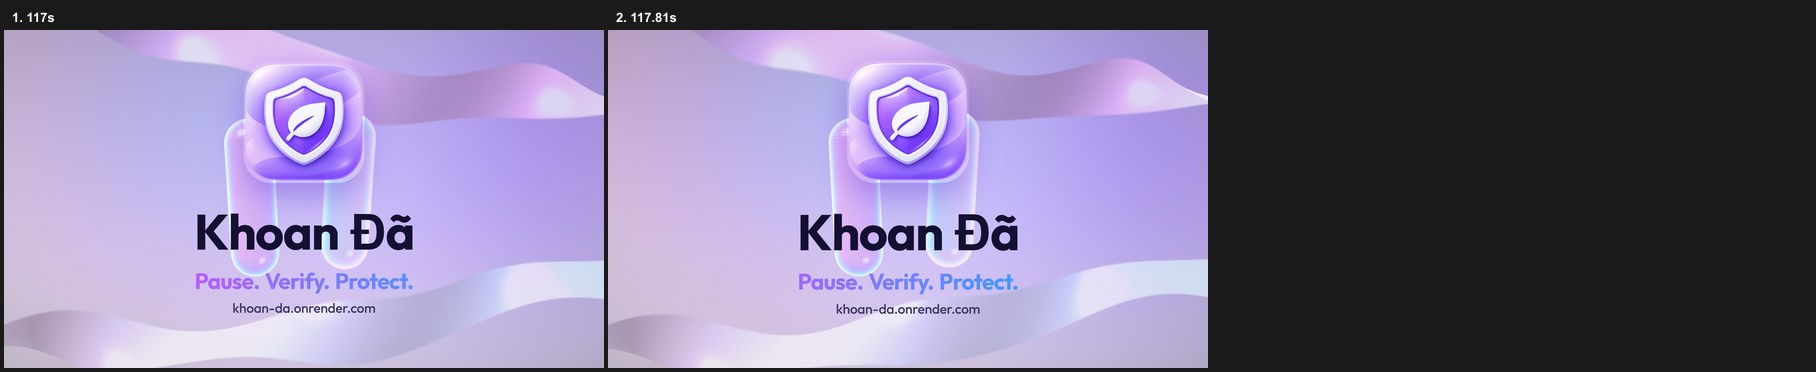 1. 117s
Khoan Đã
Pause. Verify. Protect.
khoan-da.onrender.com
2. 117.81s
Khoan Đã
Pause. Verify. Protect.
khoan-da.onrender.com